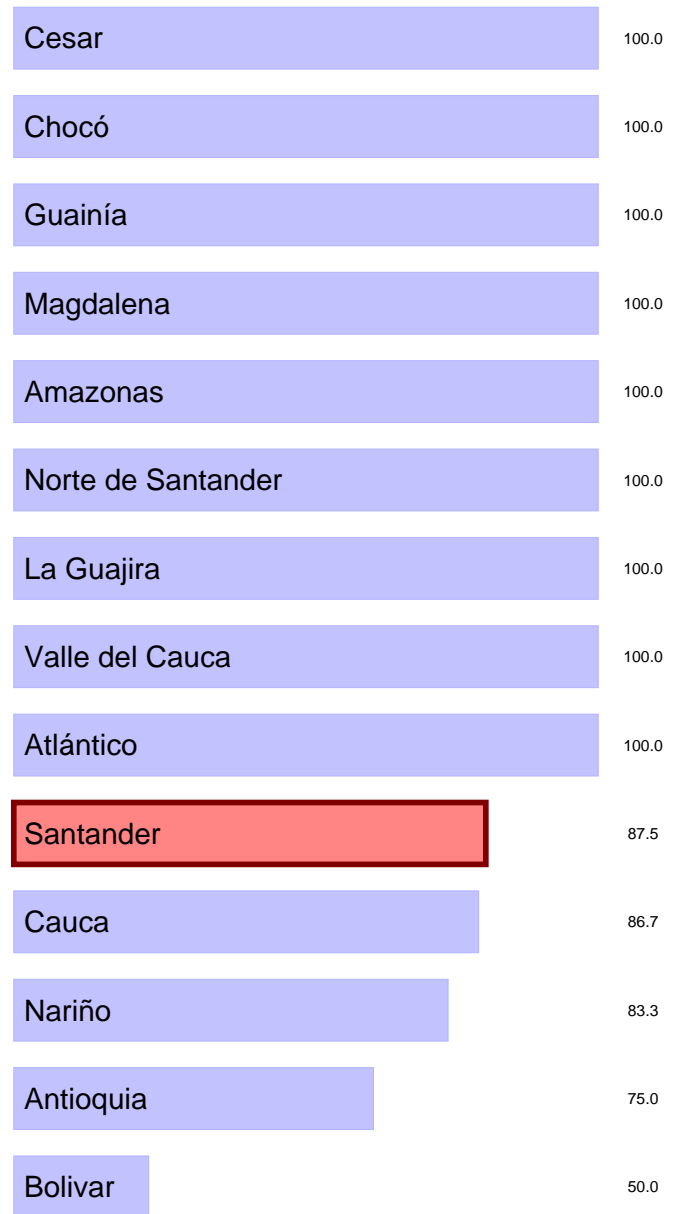 Cesar 100.0
Chocó 100.0
Guainía 100.0
Magdalena 100.0
Amazonas 100.0
Norte de Santander 100.0
La Guajira 100.0
Valle del Cauca 100.0
Atlántico 100.0
Santander 87.5
Cauca 86.7
Nariño 83.3
Antioquia 75.0
Bolivar 50.0